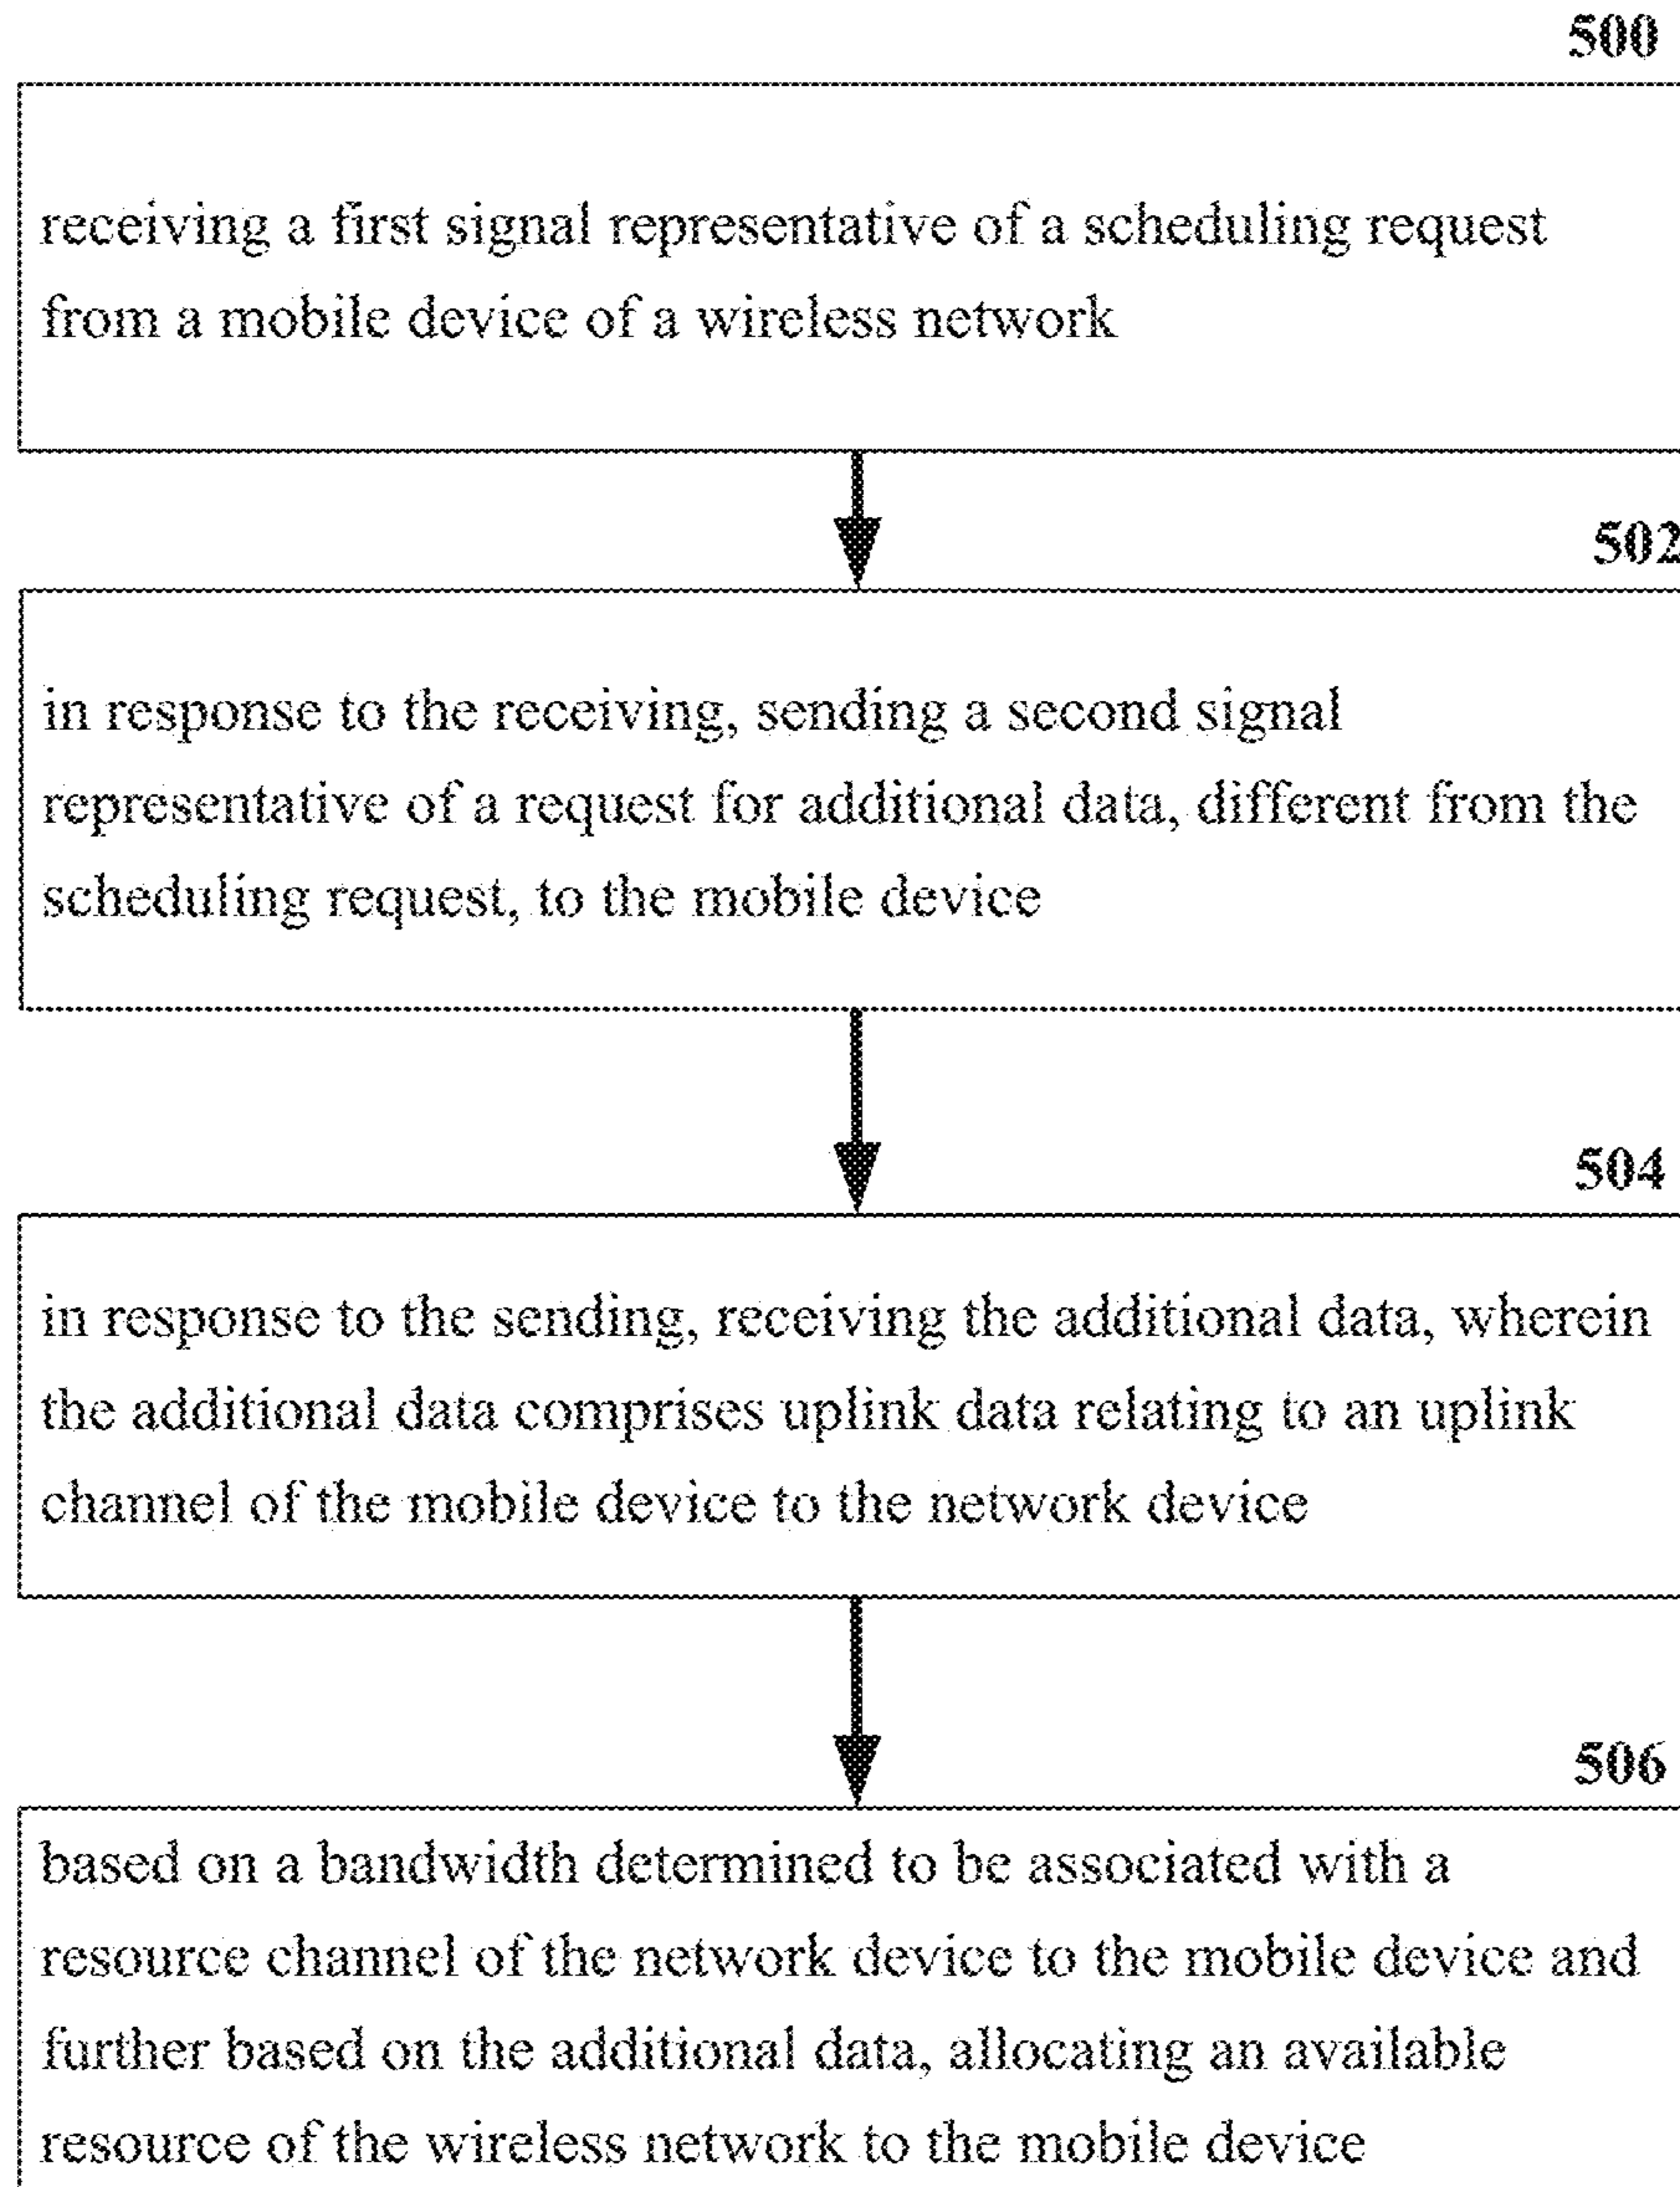 500
receiving a first signal representative of a scheduling request
from a mobile device of a wireless network
502
in response to the receiving, sending a second signal
representative of a request for additional data, different from the
scheduling request, to the mobile device
504
in response to the sending, receiving the additional data, wherein
the additional data comprises uplink data relating to an uplink
channel of the mobile device to the network device
506
based on a bandwidth determined to be associated with a
resource channel of the network device to the mobile device and
further based on the additional data, allocating an available
resource of the wireless network to the mobile device